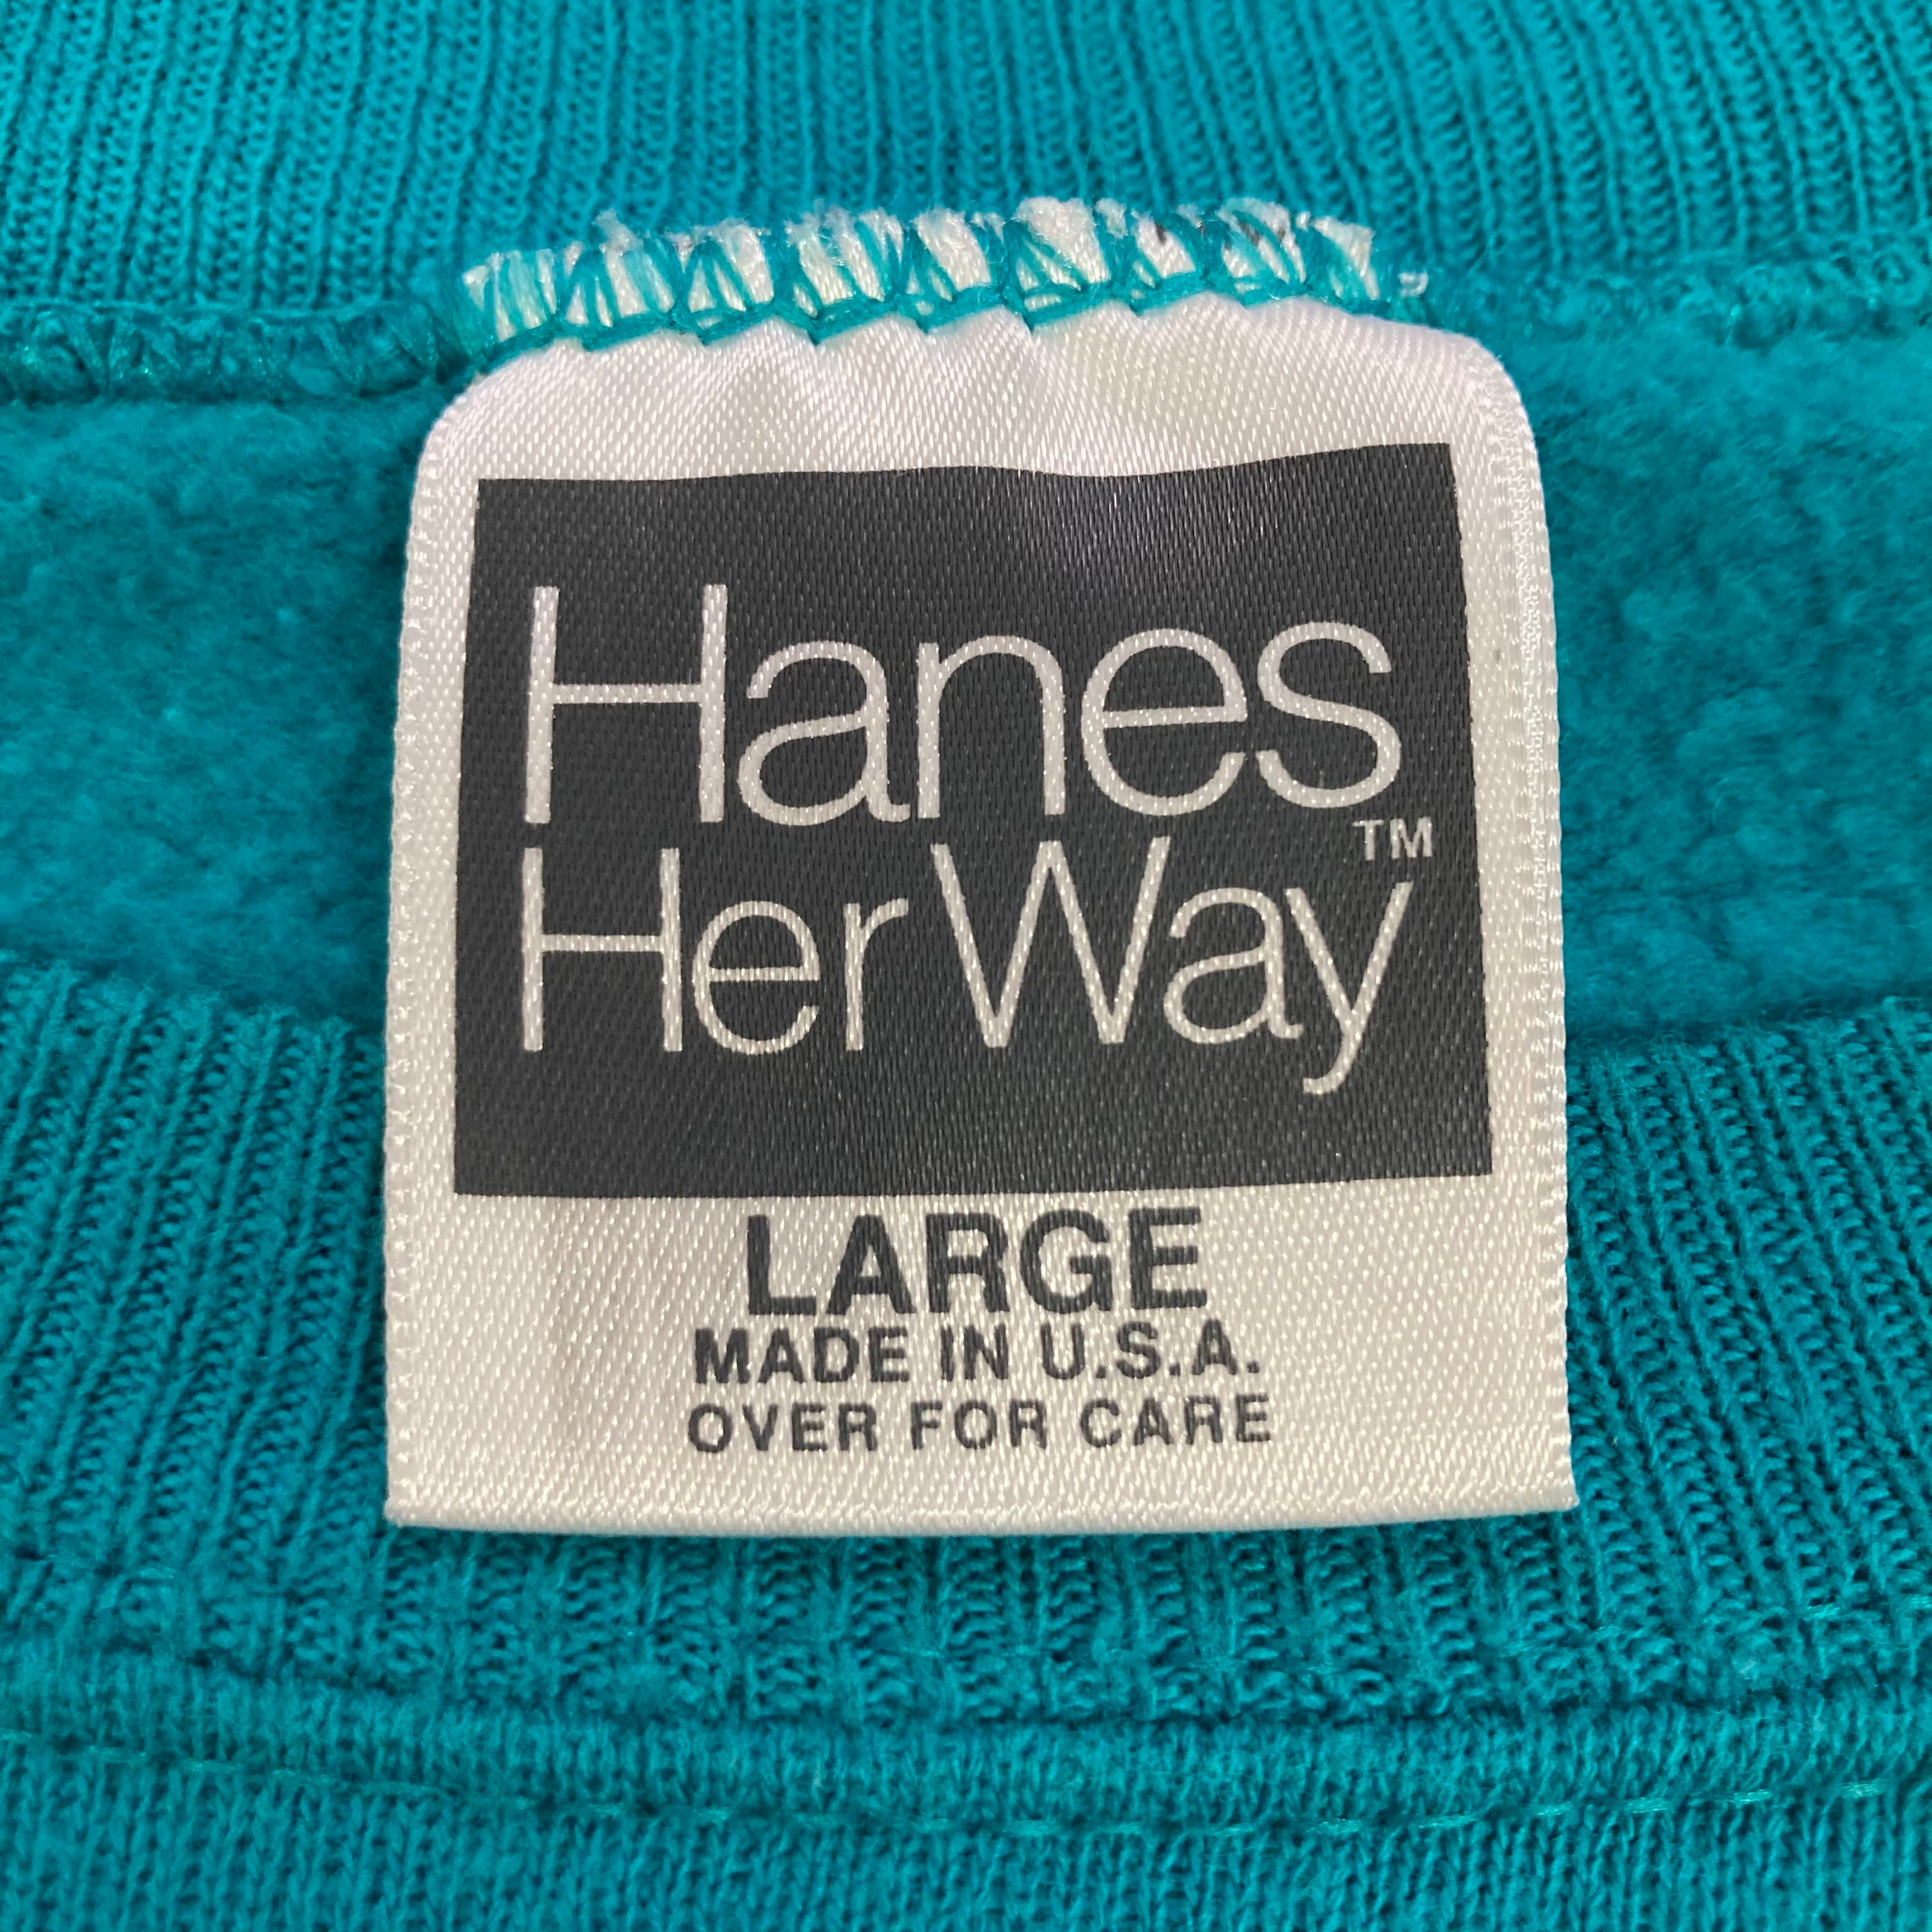 Hanes
Her Way™
LARGE
MADE IN U.S.A.
OVER FOR CARE